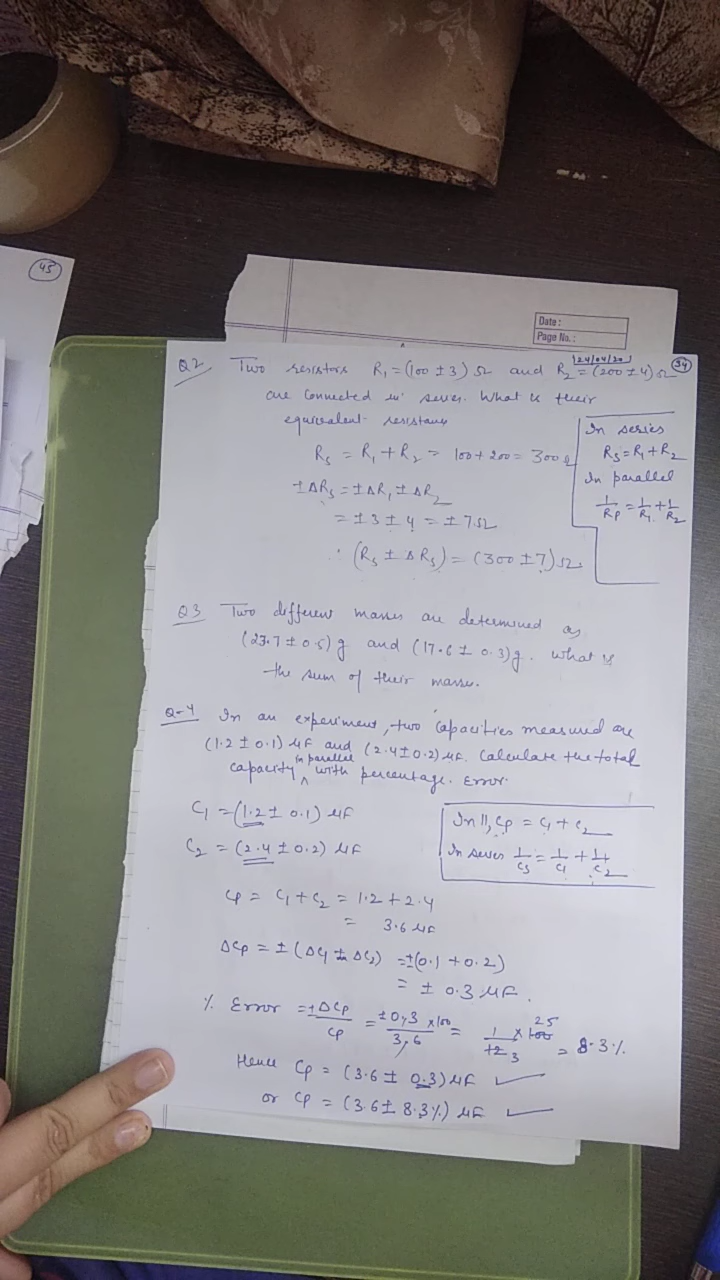 45
Date :
Page No. :
24/04/20
34
Q2 Two resistors R₁ = (100 ± 3) Ω and R₂ = (200 ± 4) Ω
are connected in series. What is their
equivalent resistance
Rs = R₁ + R₂ = 100 + 200 = 300 Ω
± ΔRs = ± ΔR₁ ± ΔR₂
= ± 3 ± 4 = ± 7 Ω
∴ (Rs ± ΔRs) = (300 ± 7) Ω.
In series
Rs = R₁ + R₂
In parallel
1/Rp = 1/R₁ + 1/R₂
Q3 Two different masses are determined as
(23.7 ± 0.5) g and (17.6 ± 0.3) g. What is
the sum of their masses.
Q-4 In an experiment, two capacities measured are
(1.2 ± 0.1) μF and (2.4 ± 0.2) μF. Calculate the total
capacity in parallel with percentage. Error.
C₁ = (1.2 ± 0.1) μF
C₂ = (2.4 ± 0.2) μF
In ||, Cp = C₁ + C₂
In series 1/Cs = 1/C₁ + 1/C₂
Cp = C₁ + C₂ = 1.2 + 2.4
= 3.6 μF
ΔCp = ± (ΔC₁ ± ΔC₂) = ± (0.1 + 0.2)
= ± 0.3 μF.
% Error = ± ΔCp/Cp = ± 0.3/3.6 × 100 = 1/12 3 × 100 25 = 8.3 %
Hence Cp = (3.6 ± 0.3) μF
or Cp = (3.6 ± 8.3%) μF